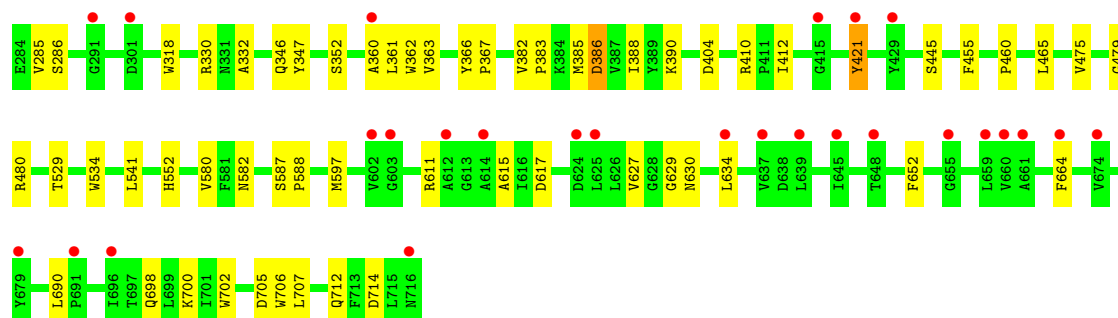 E284 V285 S286 G291 D301 W318 R330 N331 A332 Q346 Y347 S352 A360 L361 W362 V363 Y366 P367 V382 P383 K384 M385 D386 V387 I388 Y389 K390 D404 R410 P411 I412 G415 Y421 Y429 S445 F455 P460 L465 V475
R480 T529 W534 L541 H552 V580 F581 N582 S587 P588 M597 V602 G603 R611 A612 G613 A614 A615 I616 D617 D624 L625 L626 V627 G628 G629 N630 L634 V637 D638 L639 I645 T648 F652 G655 L659 V660 A661 F664 V674
Y679 L690 P691 I696 T697 Q698 L699 K700 I701 W702 D705 W706 L707 Q712 F713 D714 L715 N716